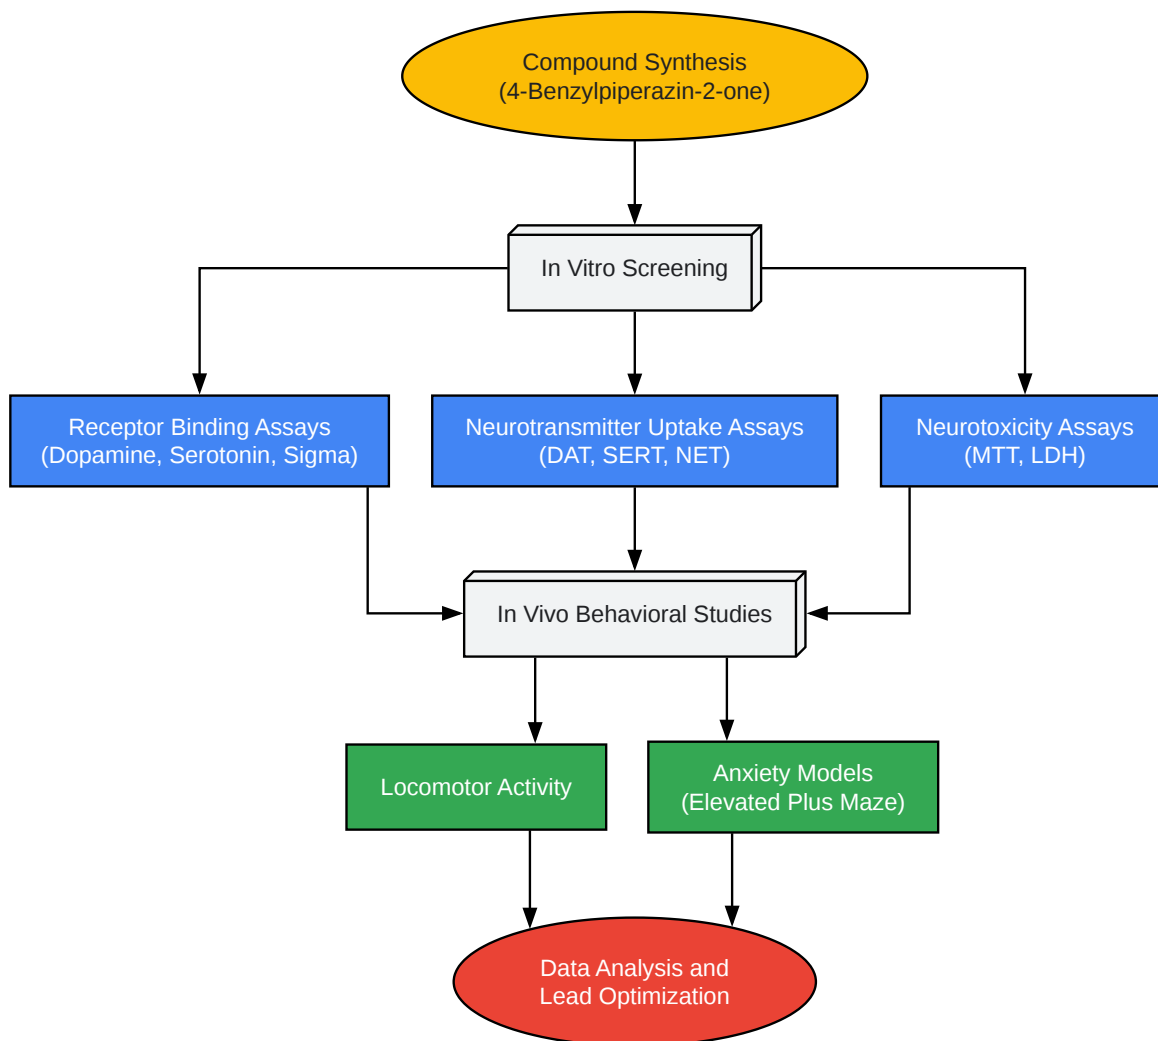 Compound Synthesis
(4-Benzylpiperazin-2-one)
In Vitro Screening
Receptor Binding Assays
(Dopamine, Serotonin, Sigma)
Neurotransmitter Uptake Assays
(DAT, SERT, NET)
Neurotoxicity Assays
(MTT, LDH)
In Vivo Behavioral Studies
Locomotor Activity
Anxiety Models
(Elevated Plus Maze)
Data Analysis and
Lead Optimization